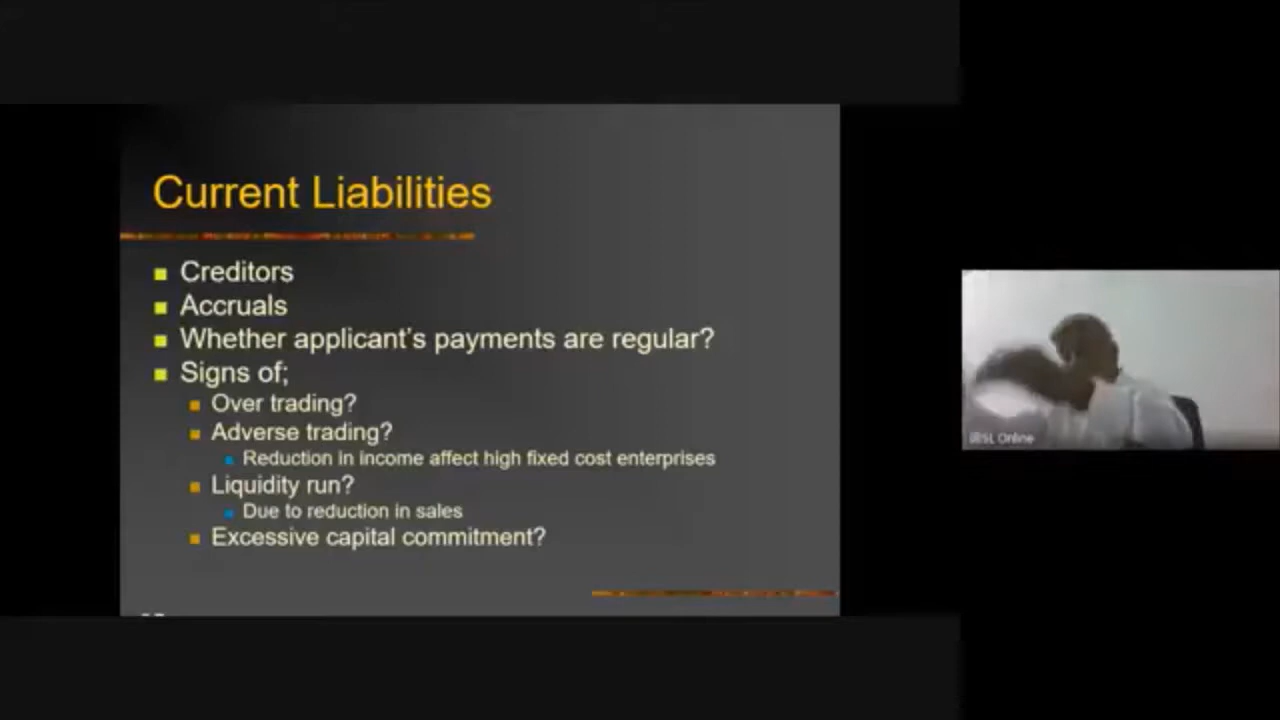 Current Liabilities
Creditors
Accruals
Whether applicant's payments are regular?
Signs of;
Over trading?
Adverse trading?
Reduction in income affect high fixed cost enterprises
Liquidity run?
Due to reduction in sales
Excessive capital commitment?
Online